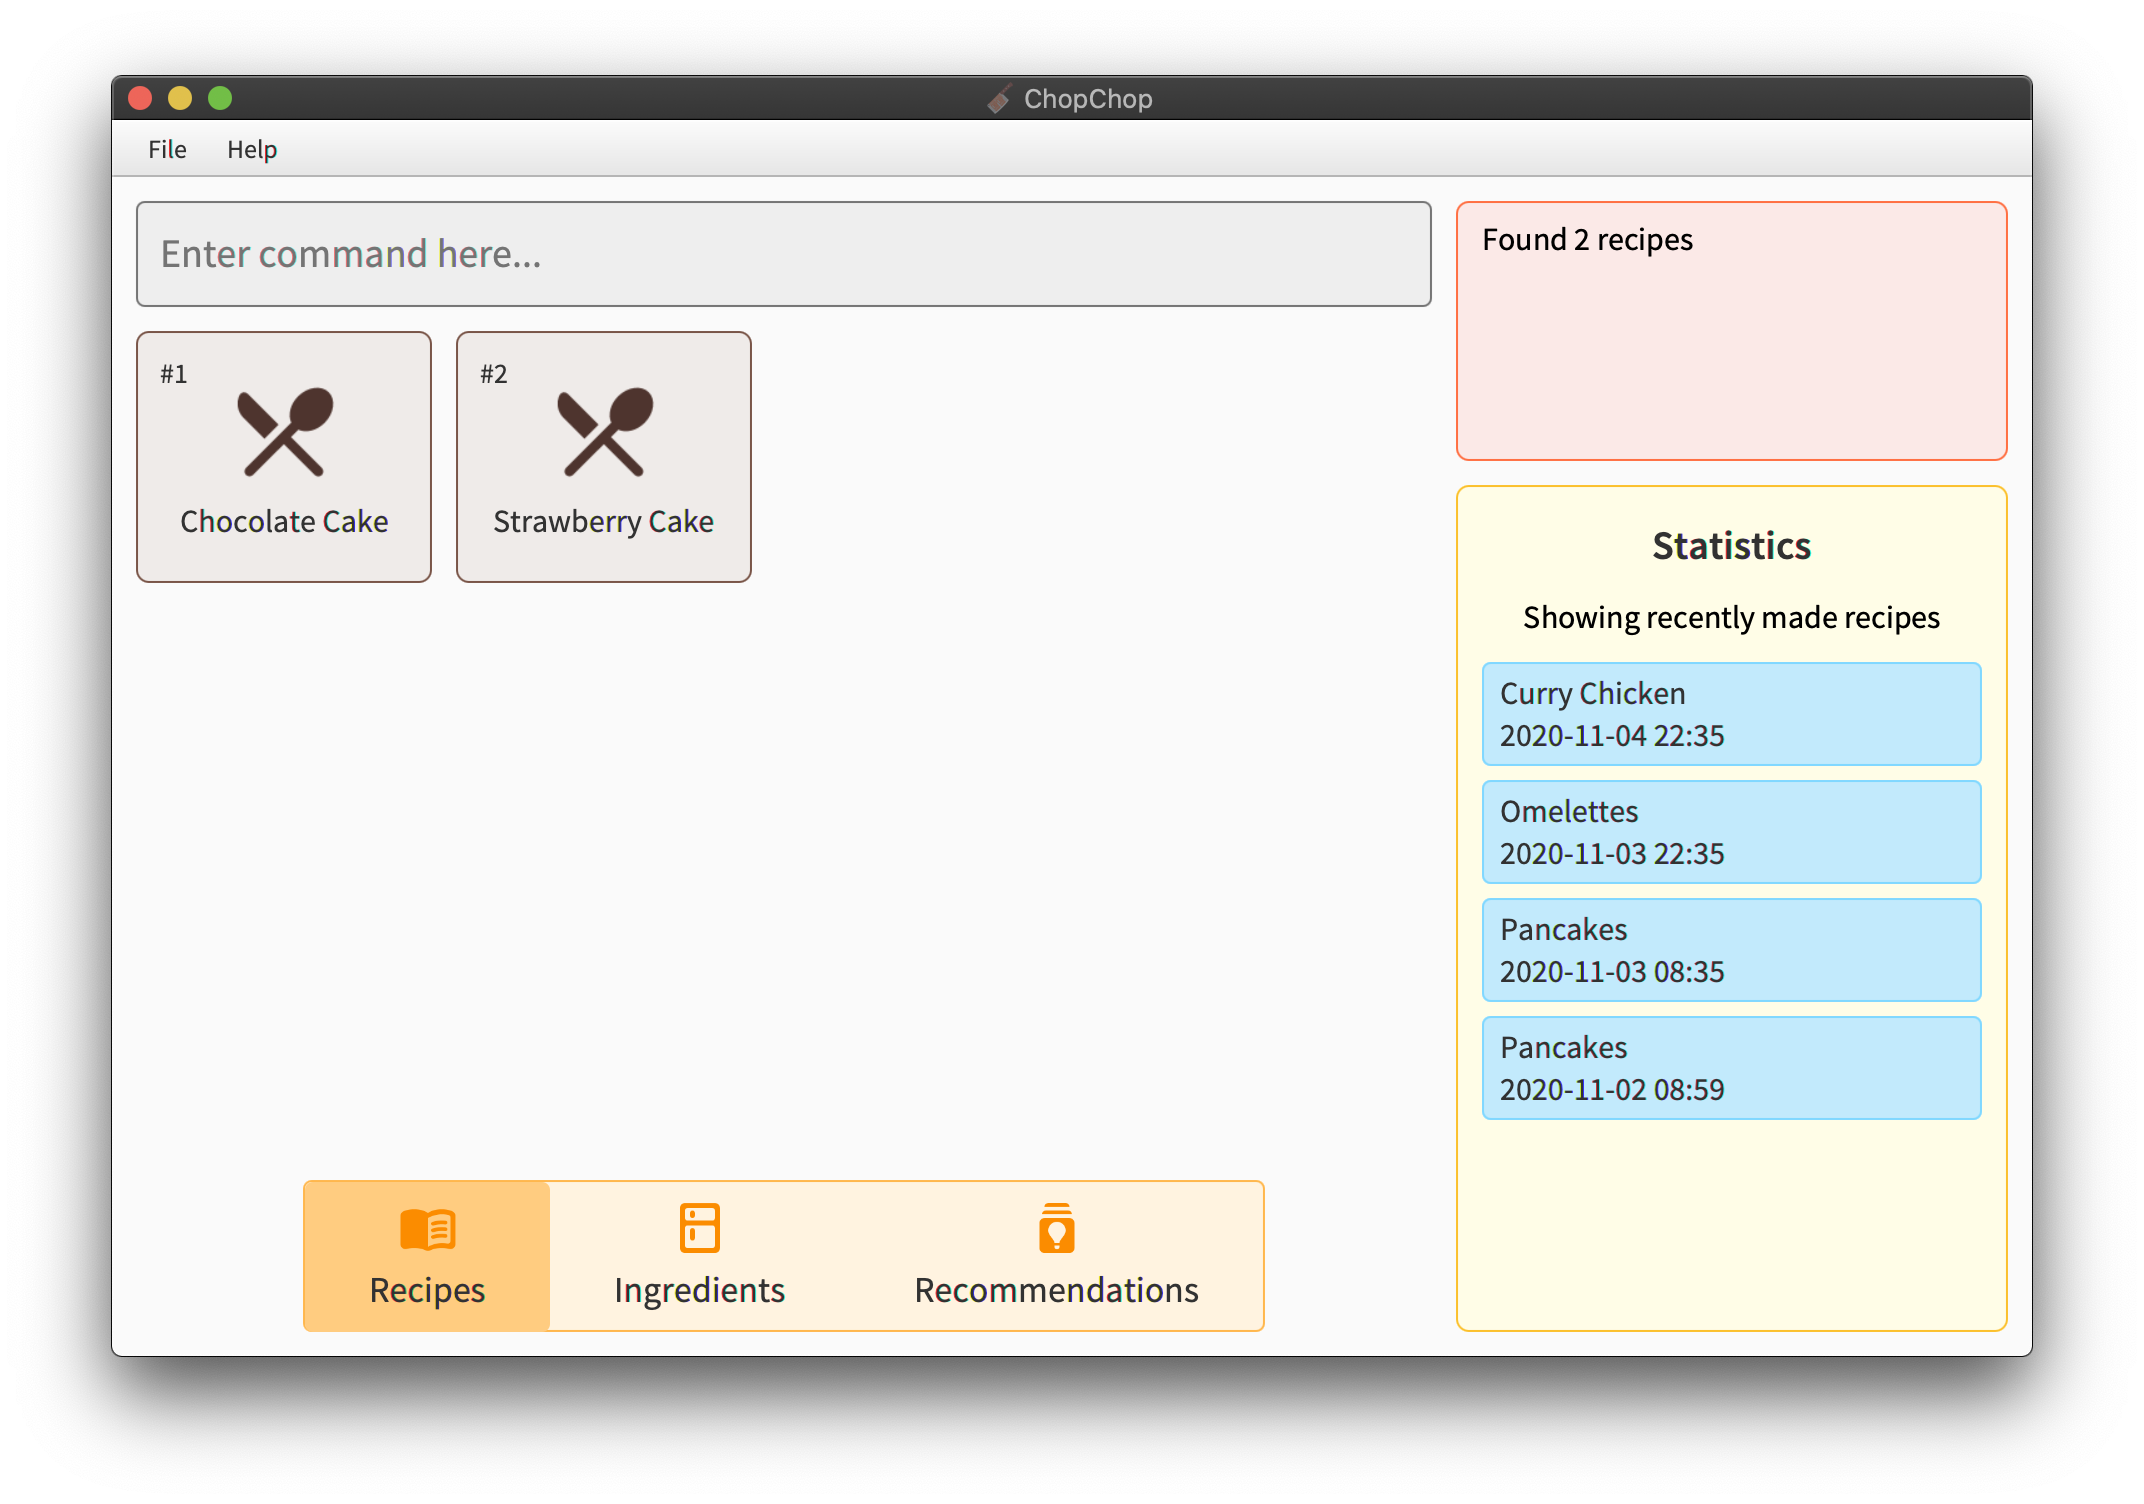 ChopChop
File Help
Enter command here...
#1
Chocolate Cake
#2
Strawberry Cake
Found 2 recipes
Statistics
Showing recently made recipes
Curry Chicken
2020-11-04 22:35
Omelettes
2020-11-03 22:35
Pancakes
2020-11-03 08:35
Pancakes
2020-11-02 08:59
Recipes
Ingredients
Recommendations